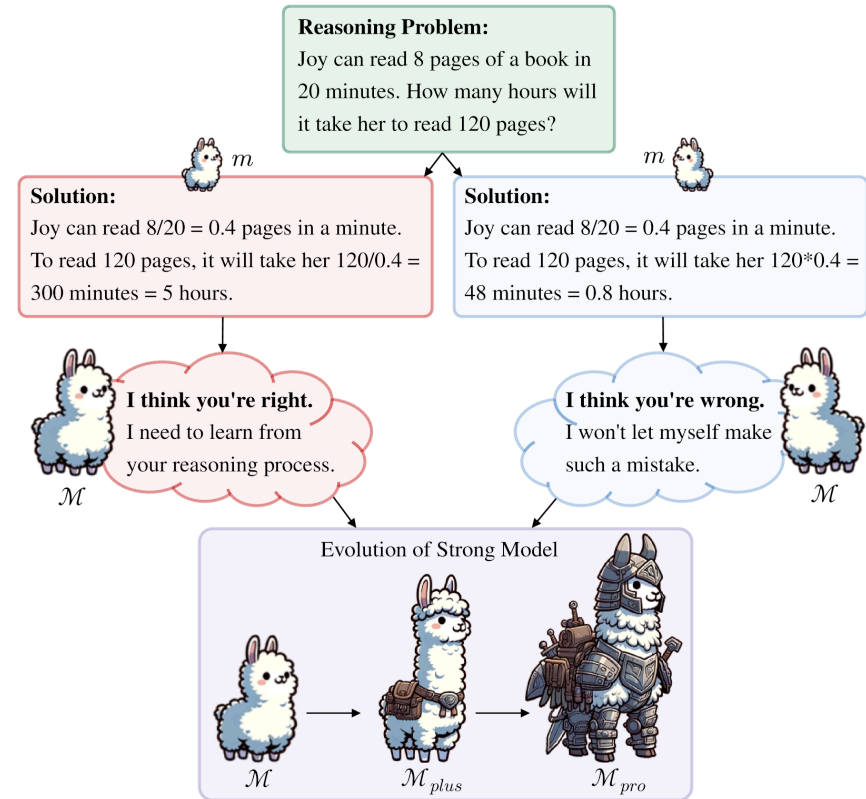 Reasoning Problem:
Joy can read 8 pages of a book in
20 minutes. How many hours will
it take her to read 120 pages?
m
Solution:
Joy can read 8/20 = 0.4 pages in a minute.
To read 120 pages, it will take her 120/0.4 =
300 minutes = 5 hours.
m
Solution:
Joy can read 8/20 = 0.4 pages in a minute.
To read 120 pages, it will take her 120*0.4 =
48 minutes = 0.8 hours.
I think you're right.
I need to learn from
your reasoning process.
ℳ
I think you're wrong.
I won't let myself make
such a mistake.
ℳ
Evolution of Strong Model
ℳ
ℳ plus
ℳ pro